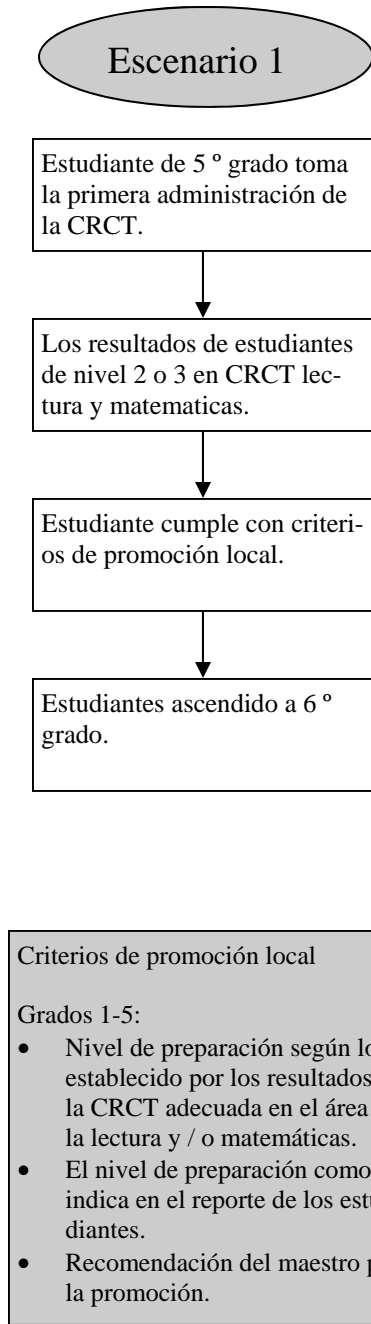 Escenario 1
Estudiante de 5 º grado toma
la primera administración de
la CRCT.
Los resultados de estudiantes
de nivel 2 o 3 en CRCT lec-
tura y matematicas.
Estudiante cumple con criteri-
os de promoción local.
Estudiantes ascendido a 6 º
grado.
Criterios de promoción local
Grados 1-5:
• Nivel de preparación según
establecido por los resultados
la CRCT adecuada en el área
la lectura y / o matemáticas.
• El nivel de preparación como
indica en el reporte de los
diantes.
• Recomendación del maestro
la promoción.